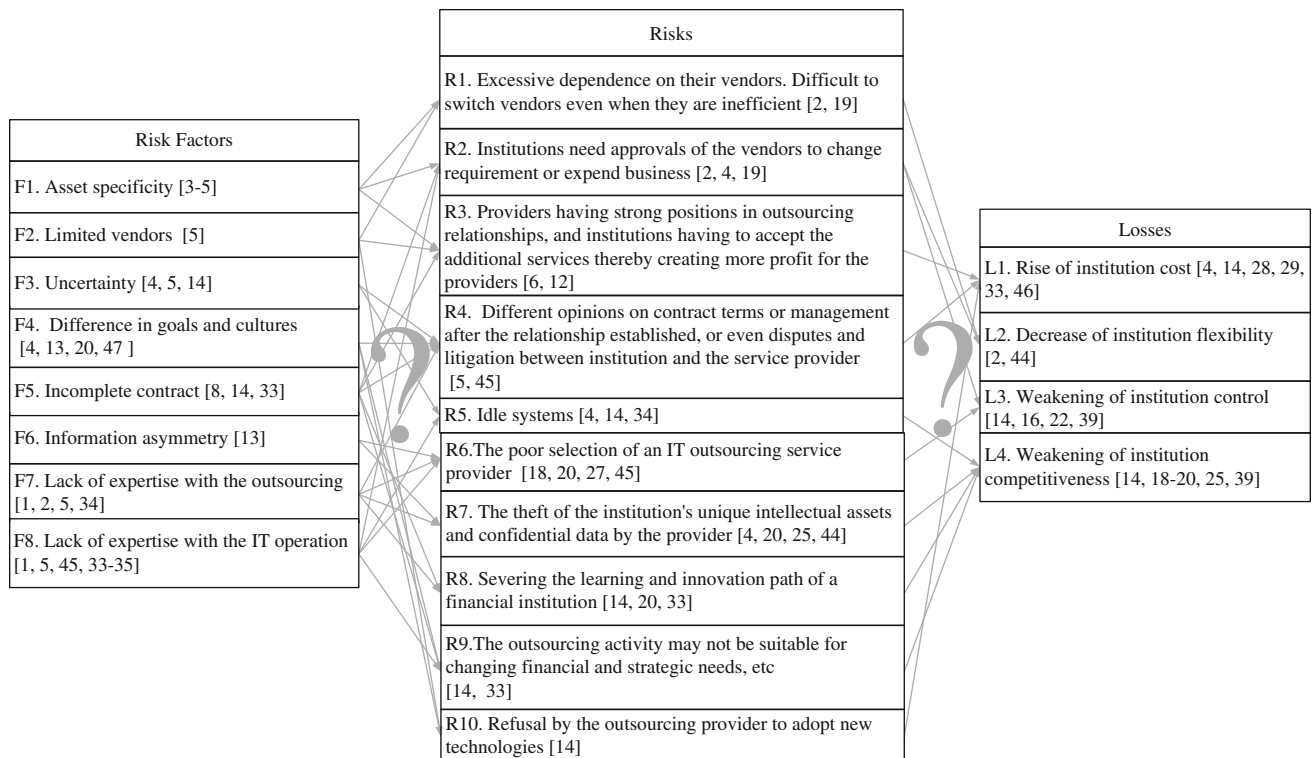 Risk Factors
F1. Asset specificity [3-5]
F2. Limited vendors [5]
F3. Uncertainty [4, 5, 14]
F4. Difference in goals and cultures
[4, 13, 20, 47 ]
F5. Incomplete contract [8, 14, 33]
F6. Information asymmetry [13]
F7. Lack of expertise with the outsourcing
[1, 2, 5, 34]
F8. Lack of expertise with the IT operation
[1, 5, 45, 33-35]
?
Risks
R1. Excessive dependence on their vendors. Difficult to
switch vendors even when they are inefficient [2, 19]
R2. Institutions need approvals of the vendors to change
requirement or expend business [2, 4, 19]
R3. Providers having strong positions in outsourcing
relationships, and institutions having to accept the
additional services thereby creating more profit for the
providers [6, 12]
R4. Different opinions on contract terms or management
after the relationship established, or even disputes and
litigation between institution and the service provider
[5, 45]
R5. Idle systems [4, 14, 34]
R6.The poor selection of an IT outsourcing service
provider [18, 20, 27, 45]
R7. The theft of the institution's unique intellectual assets
and confidential data by the provider [4, 20, 25, 44]
R8. Severing the learning and innovation path of a
financial institution [14, 20, 33]
R9.The outsourcing activity may not be suitable for
changing financial and strategic needs, etc
[14, 33]
R10. Refusal by the outsourcing provider to adopt new
technologies [14]
?
Losses
L1. Rise of institution cost [4, 14, 28, 29,
33, 46]
L2. Decrease of institution flexibility
[2, 44]
L3. Weakening of institution control
[14, 16, 22, 39]
L4. Weakening of institution
competitiveness [14, 18-20, 25, 39]